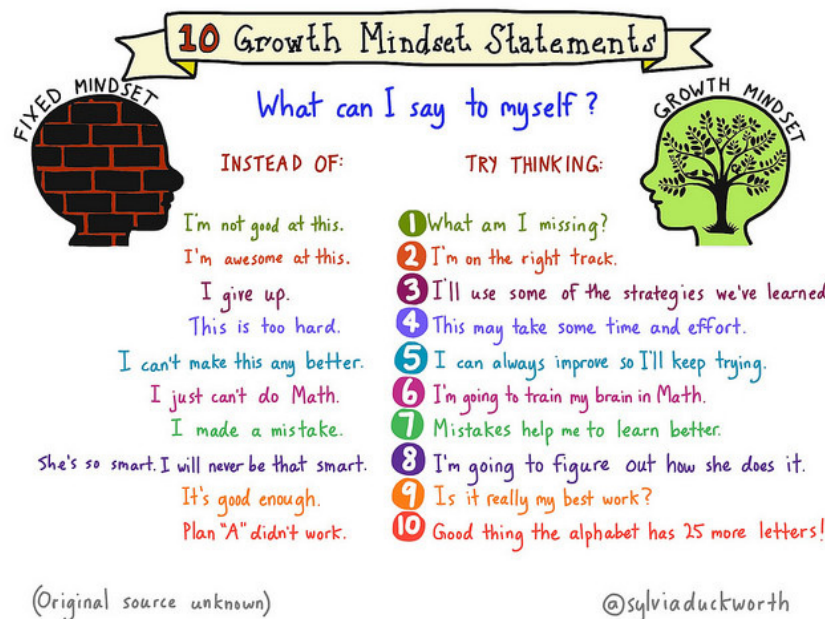 10 Growth Mindset Statements
FIXED MINDSET
What can I say to myself?
GROWTH MINDSET
INSTEAD OF: TRY THINKING:
I'm not good at this. 1 What am I missing?
I'm awesome at this. 2 I'm on the right track.
I give up. 3 I'll use some of the strategies we've learned
This is too hard. 4 This may take some time and effort.
I can't make this any better. 5 I can always improve so I'll keep trying.
I just can't do Math. 6 I'm going to train my brain in Math.
I made a mistake. 7 Mistakes help me to learn better.
She's so smart. I will never be that smart. 8 I'm going to figure out how she does it.
It's good enough. 9 Is it really my best work?
Plan "A" didn't work. 10 Good thing the alphabet has 25 more letters!
(Original source unknown) @sylviaduckworth